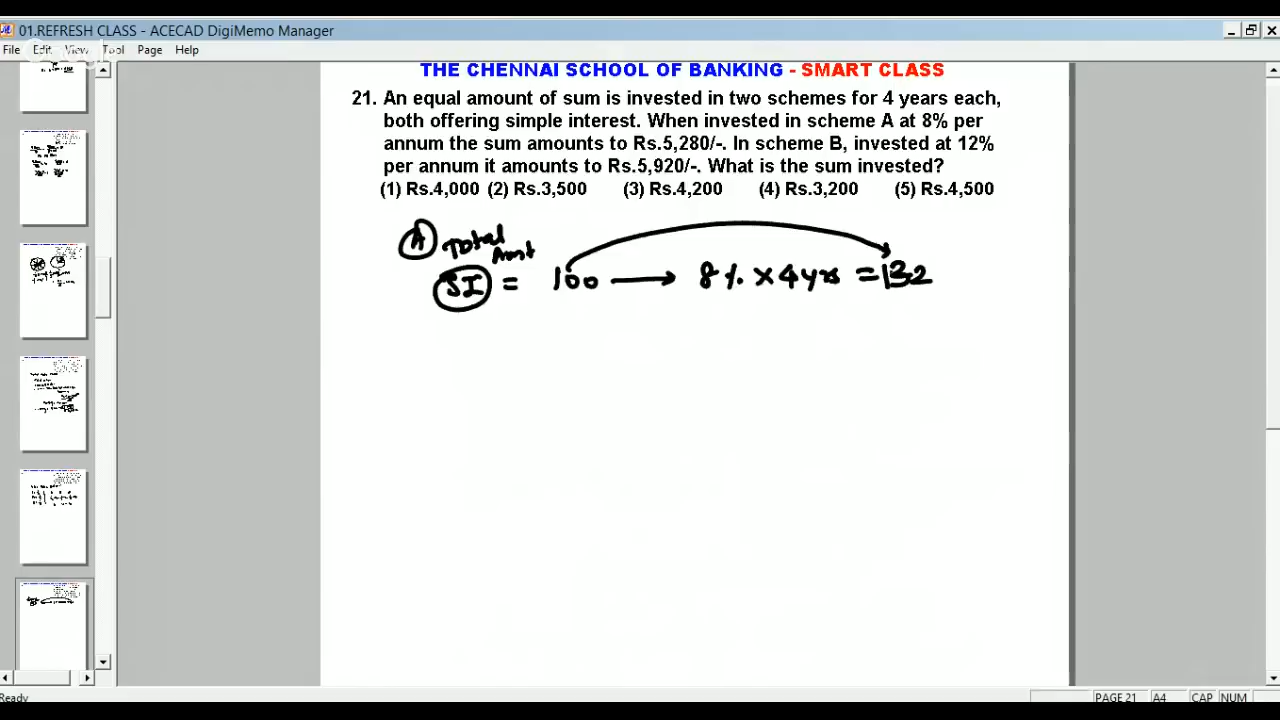 01.REFRESH CLASS - ACECAD DigiMemo Manager
File Edit View Tool Page Help
THE CHENNAI SCHOOL OF BANKING - SMART CLASS
21. An equal amount of sum is invested in two schemes for 4 years each,
both offering simple interest. When invested in scheme A at 8% per
annum the sum amounts to Rs.5,280/-. In scheme B, invested at 12%
per annum it amounts to Rs.5,920/-. What is the sum invested?
(1) Rs.4,000 (2) Rs.3,500 (3) Rs.4,200 (4) Rs.3,200 (5) Rs.4,500
A Total
Amt
SI = 100 → 8% × 4yrs = 132
Ready PAGE 21 A4 CAP NUM